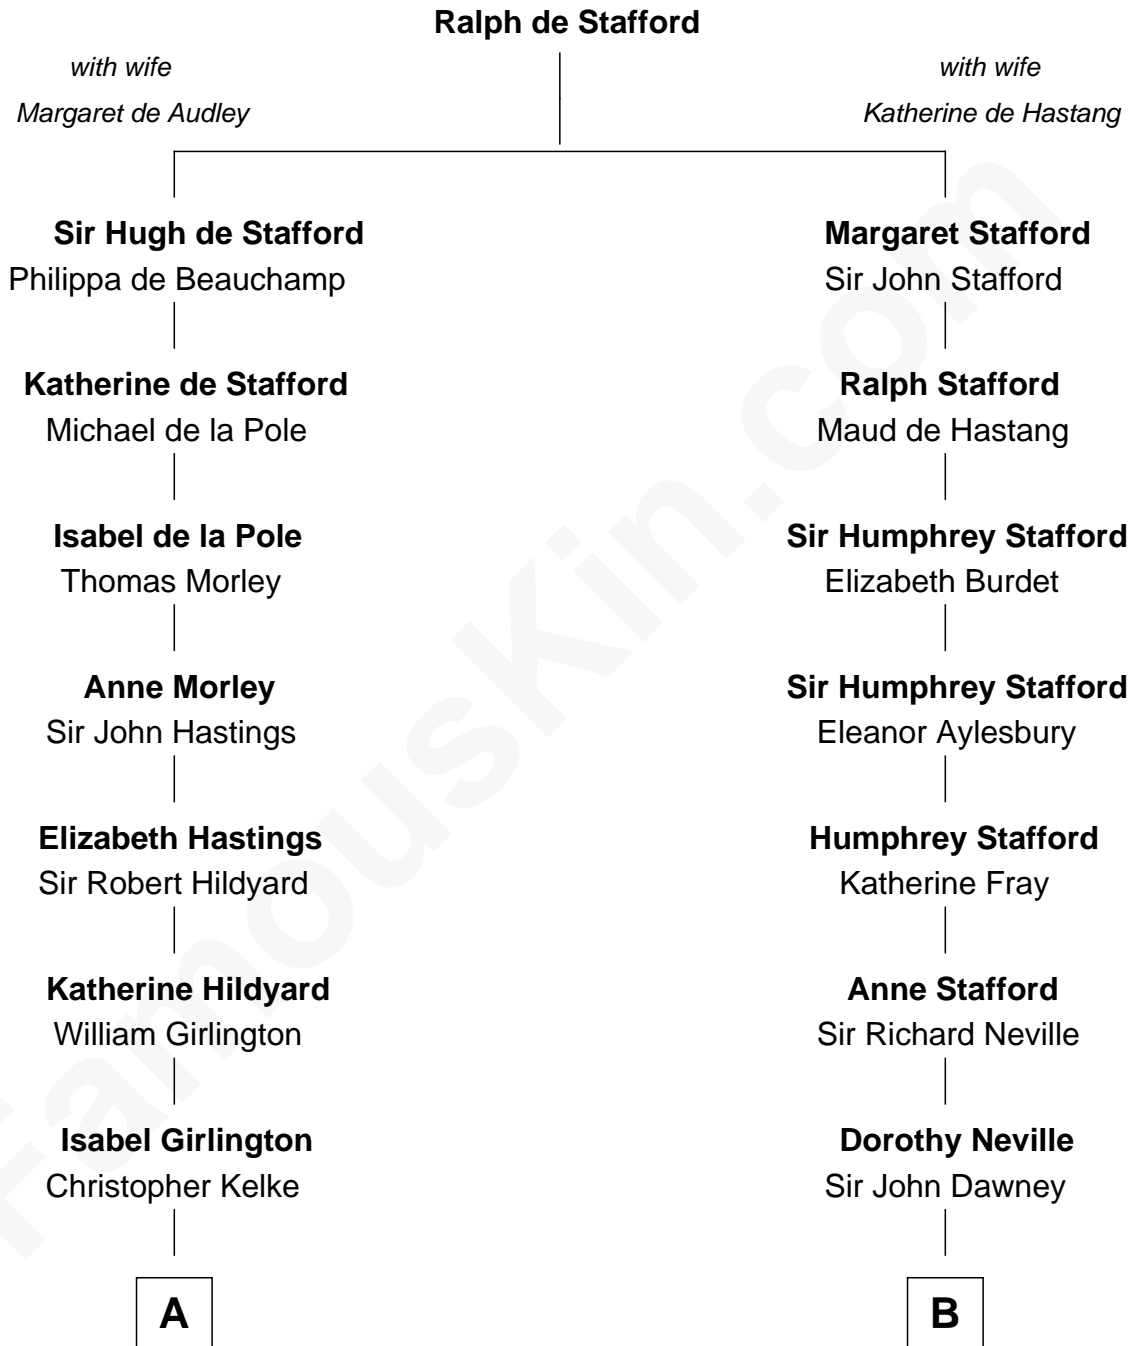 Ralph de Stafford
with wife
Margaret de Audley
with wife
Katherine de Hastang
Sir Hugh de Stafford
Philippa de Beauchamp
Margaret Stafford
Sir John Stafford
Katherine de Stafford
Michael de la Pole
Ralph Stafford
Maud de Hastang
Isabel de la Pole
Thomas Morley
Sir Humphrey Stafford
Elizabeth Burdet
Anne Morley
Sir John Hastings
Sir Humphrey Stafford
Eleanor Aylesbury
Elizabeth Hastings
Sir Robert Hildyard
Humphrey Stafford
Katherine Fray
Katherine Hildyard
William Girlington
Anne Stafford
Sir Richard Neville
Isabel Girlington
Christopher Kelke
Dorothy Neville
Sir John Dawney
A
B
FamousKin.com